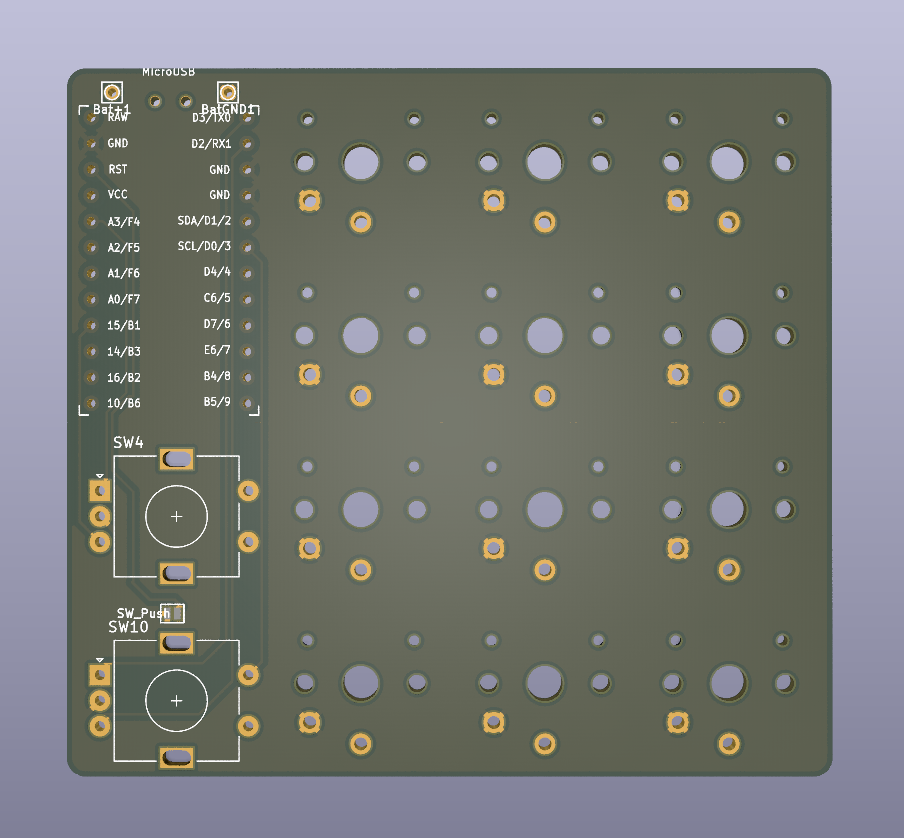 MicroUSB
Bat+1 BatGND1
RAW D3/TX0
GND D2/RX1
RST GND
VCC GND
A3/F4 SDA/D1/2
A2/F5 SCL/D0/3
A1/F6 D4/4
A0/F7 C6/5
15/B1 D7/6
14/B3 E6/7
16/B2 B4/8
10/B6 B5/9
SW4
SW_Push
SW10